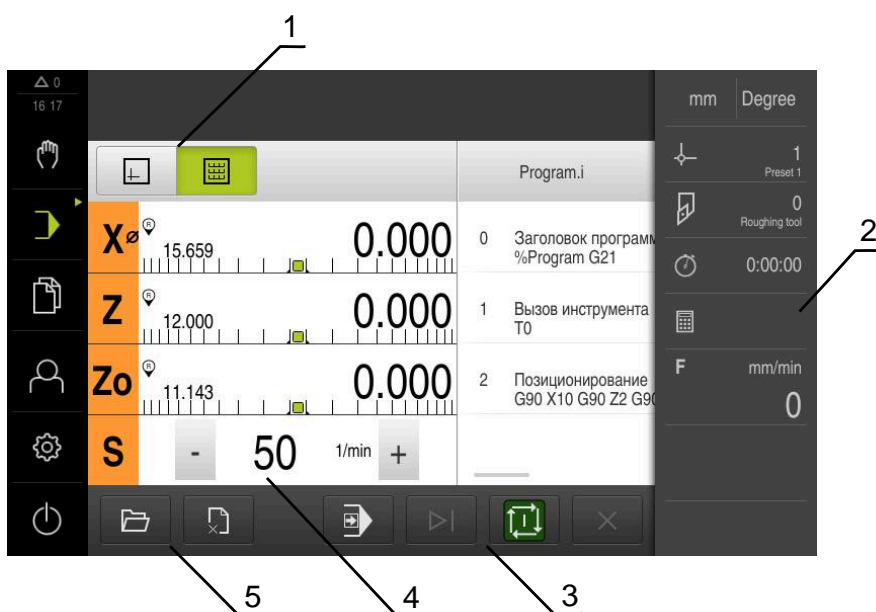 1
0
16 17
mm Degree
1
Preset 1
Program.i
0
Roughing tool
2
X⌀ R 15.659 0.000
0 Заголовок программ
%Program G21
0:00:00
Z R 12.000 0.000
1 Вызов инструмента
T0
Zo R 11.143 0.000
2 Позиционирование
G90 X10 G90 Z2 G90
F mm/min
0
S - 50 1/min +
5 4 3